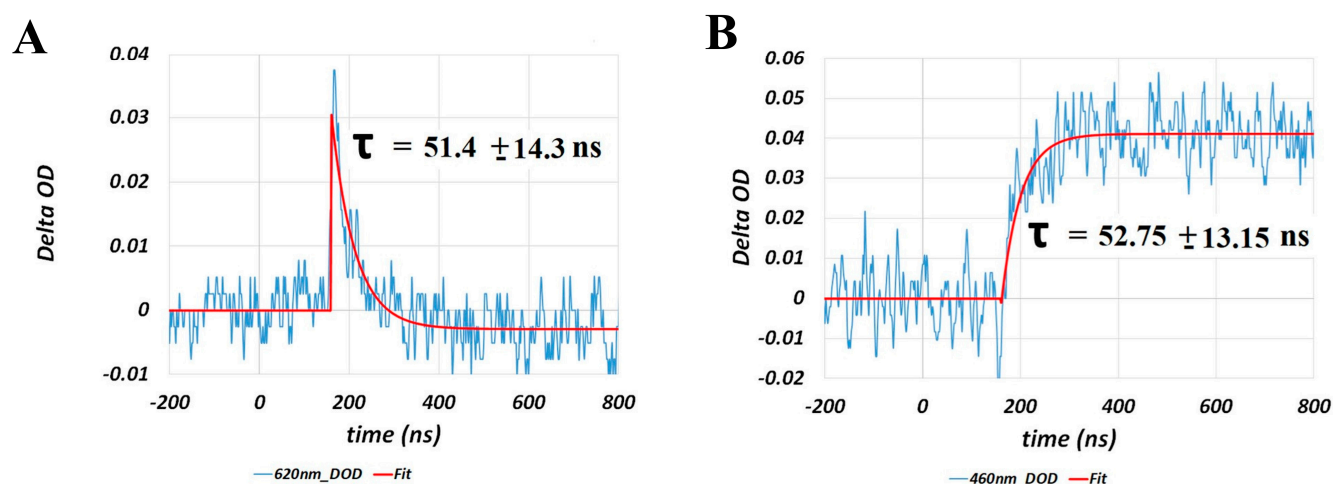 A
0.04
0.03
0.02
0.01
0
-0.01
Delta OD
τ = 51.4 ±14.3 ns
-200 0 200 400 600 800
time (ns)
620nm_DOD Fit
B
0.06
0.05
0.04
0.03
0.02
0.01
0
-0.01
-0.02
Delta OD
τ = 52.75 ±13.15 ns
-200 0 200 400 600 800
time (ns)
460nm DOD Fit